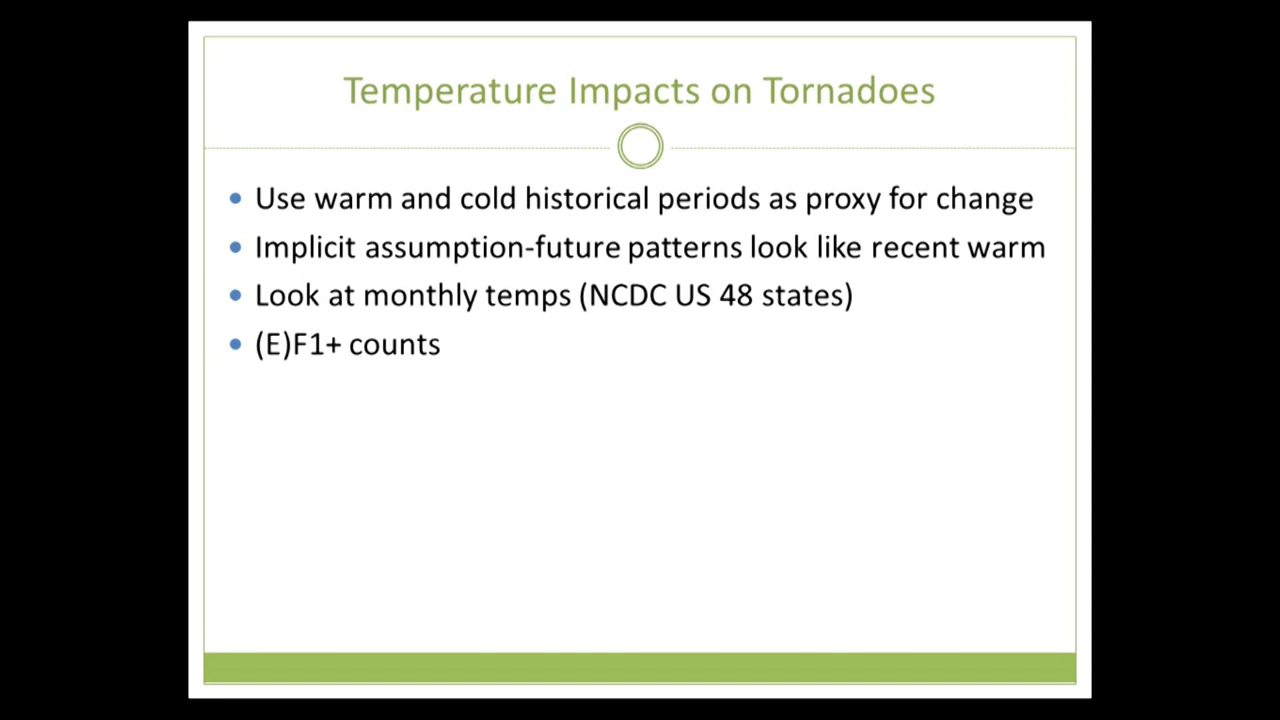 Temperature Impacts on Tornadoes
Use warm and cold historical periods as proxy for change
Implicit assumption-future patterns look like recent warm
Look at monthly temps (NCDC US 48 states)
(E)F1+ counts